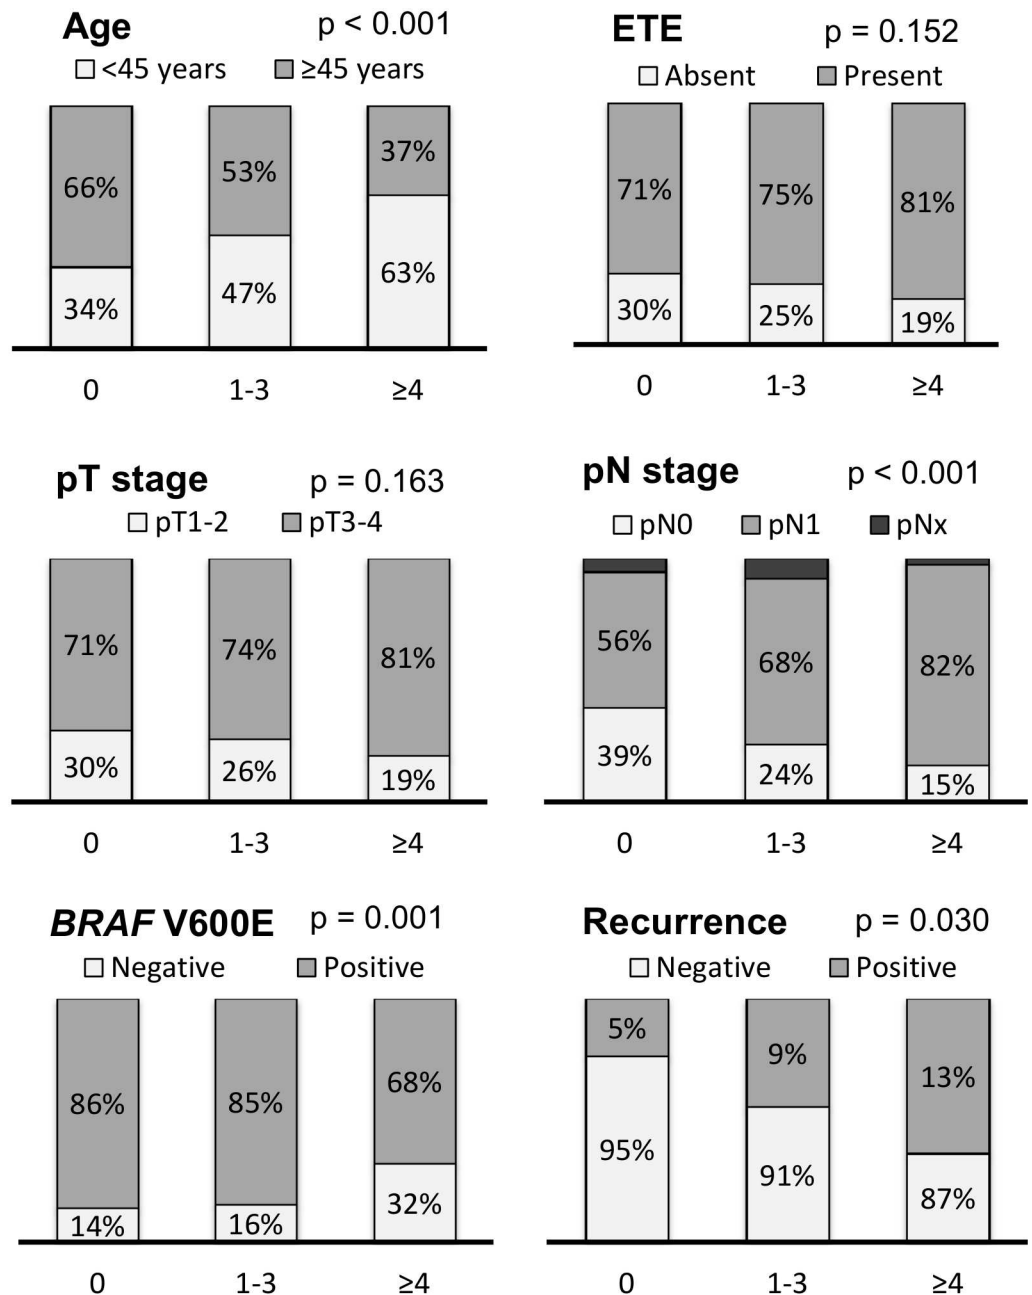 Age p < 0.001
<45 years ≥45 years
66% 53% 37%
34% 47% 63%
0 1-3 ≥4
ETE p = 0.152
Absent Present
71% 75% 81%
30% 25% 19%
0 1-3 ≥4
pT stage p = 0.163
pT1-2 pT3-4
71% 74% 81%
30% 26% 19%
0 1-3 ≥4
pN stage p < 0.001
pN0 pN1 pNx
56% 68% 82%
39% 24% 15%
0 1-3 ≥4
BRAF V600E p = 0.001
Negative Positive
86% 85% 68%
14% 16% 32%
0 1-3 ≥4
Recurrence p = 0.030
Negative Positive
5% 9% 13%
95% 91% 87%
0 1-3 ≥4